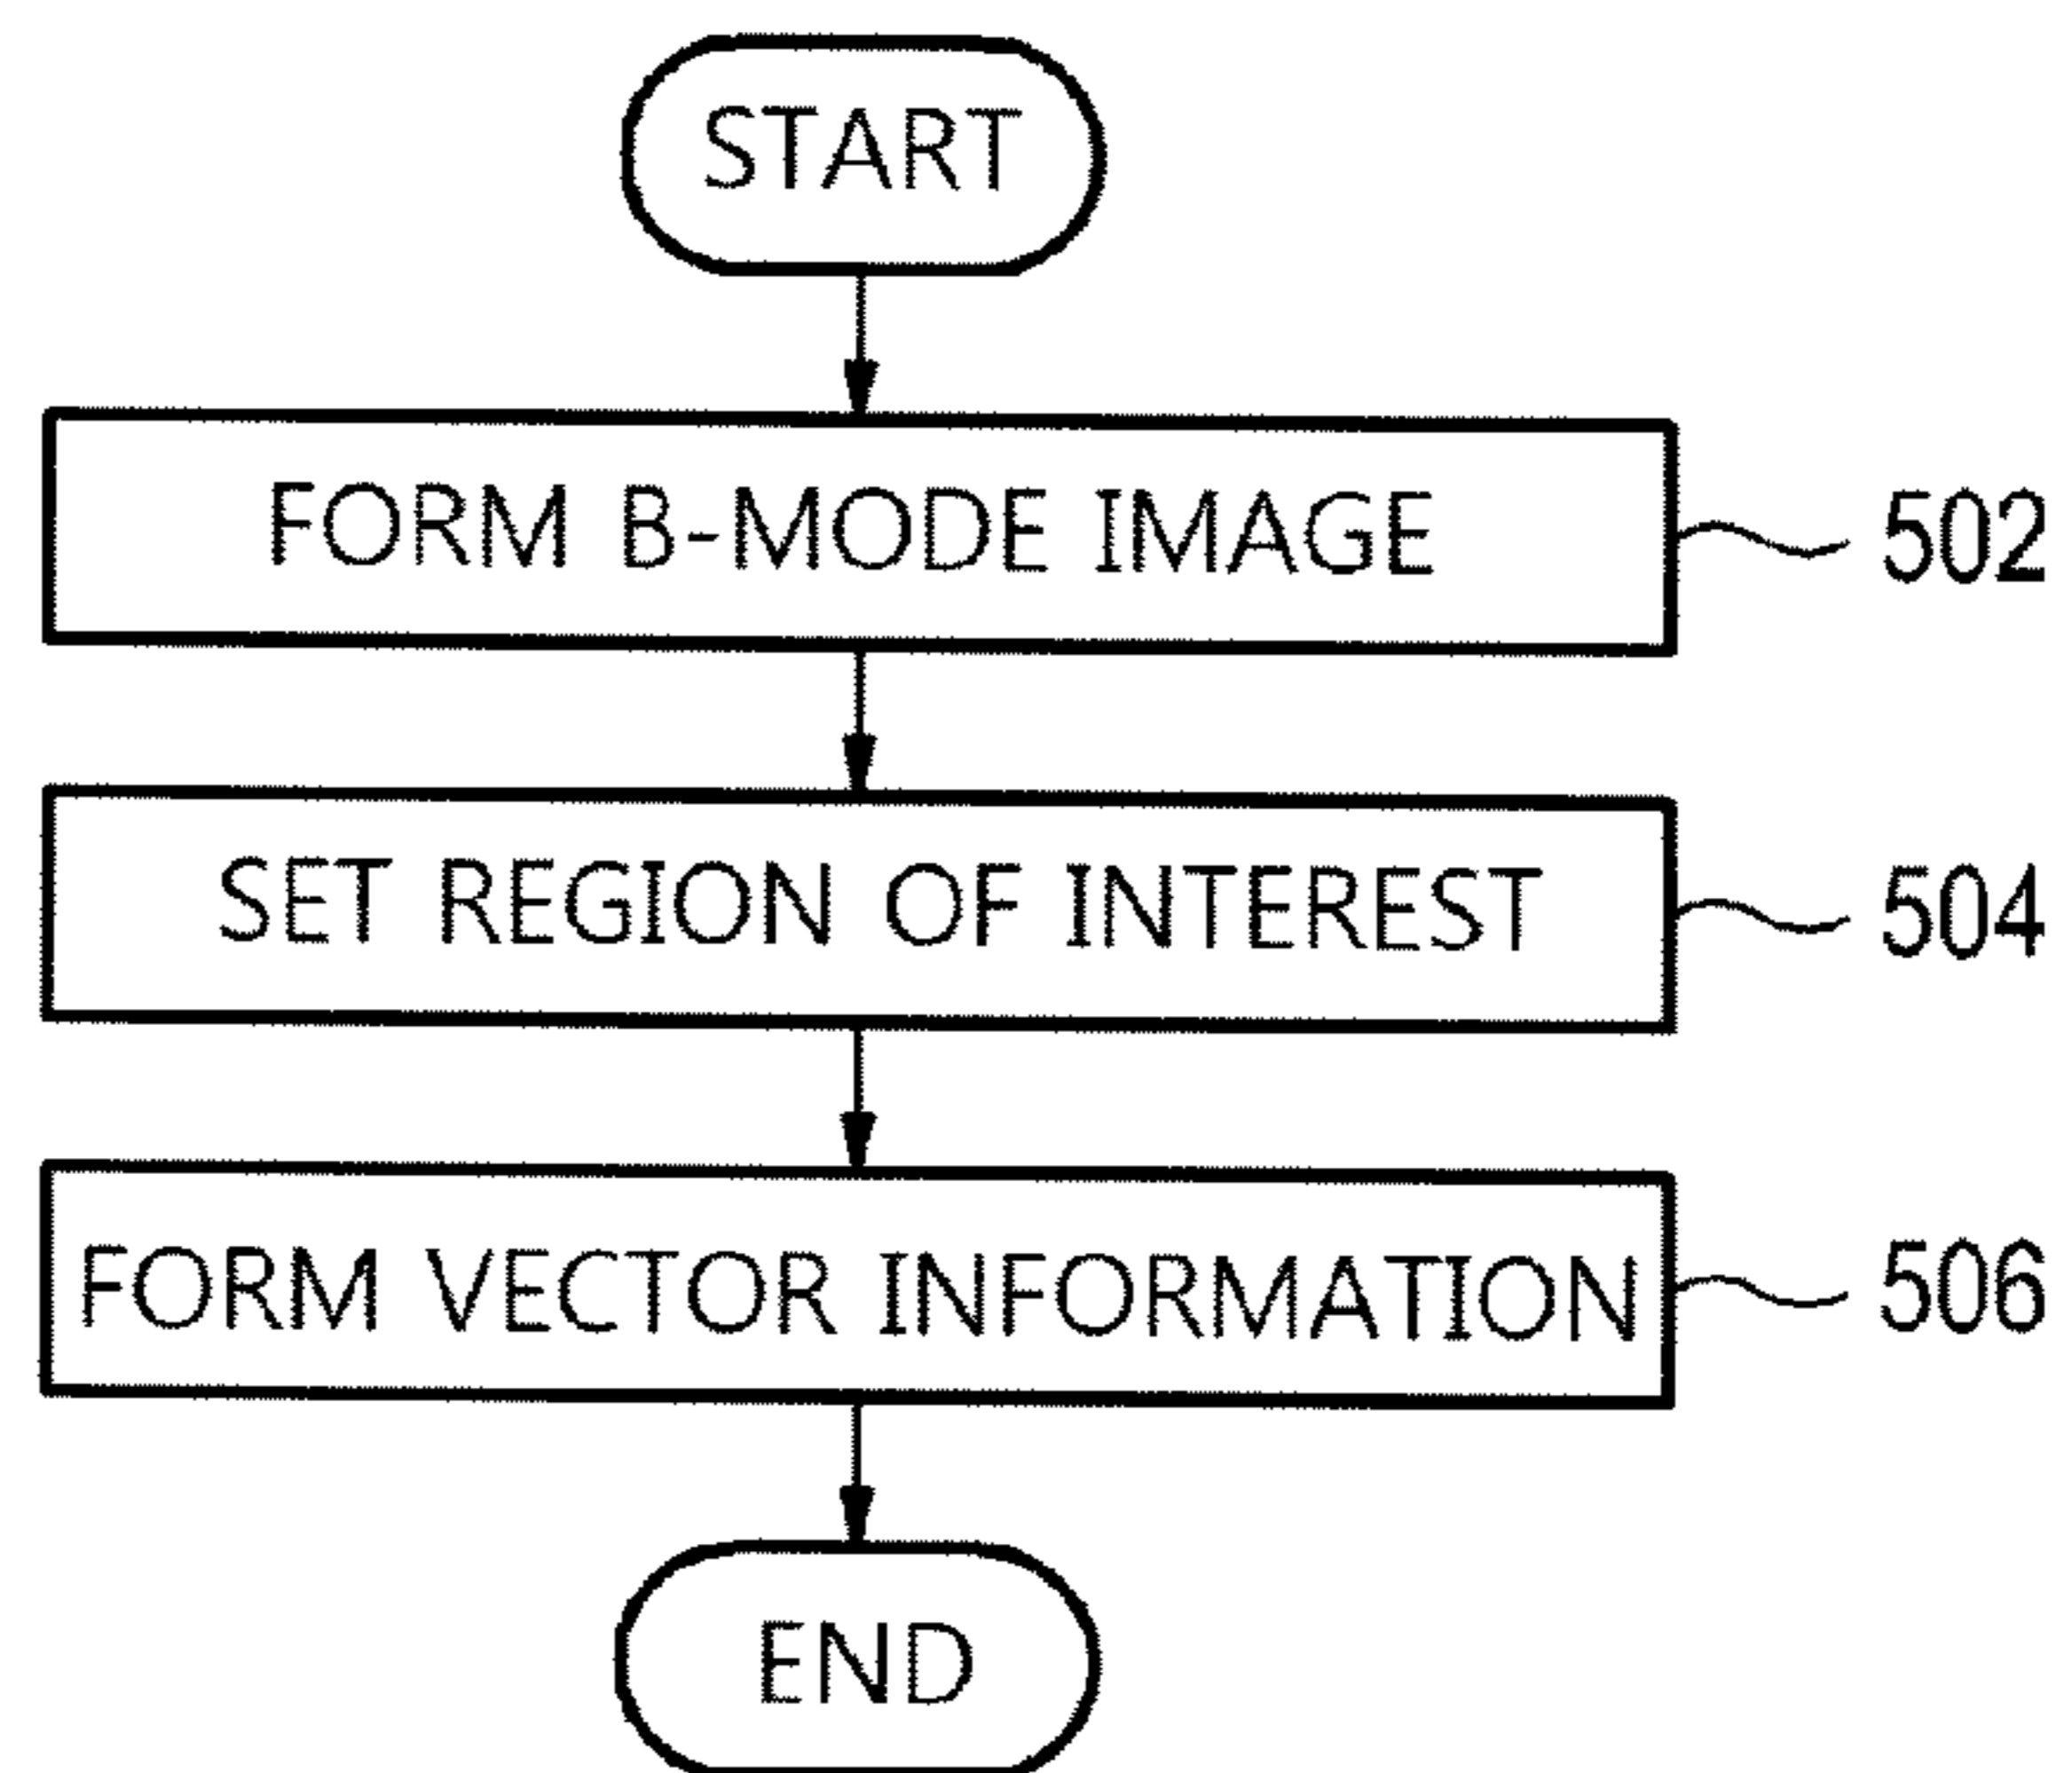 START
FORM B-MODE IMAGE
502
SET REGION OF INTEREST
504
FORM VECTOR INFORMATION
506
END